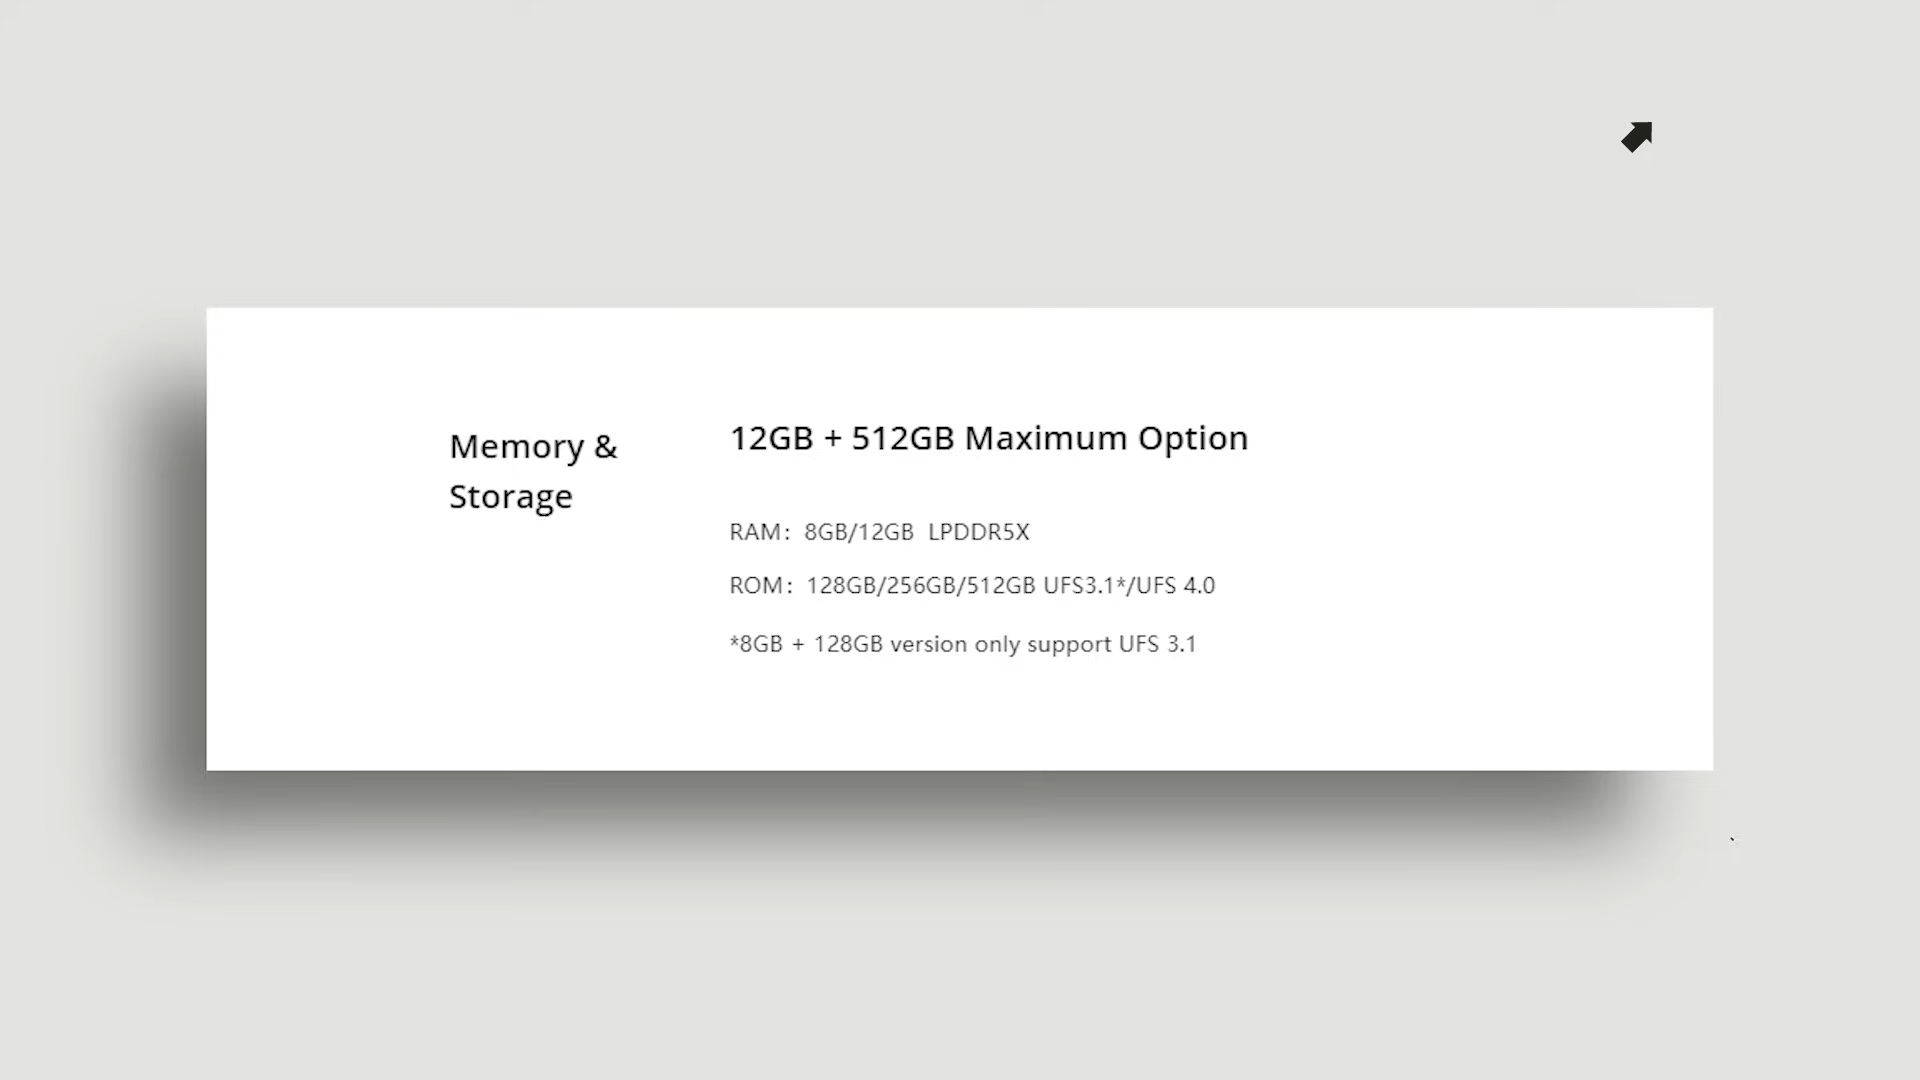 Memory &
Storage
12GB + 512GB Maximum Option
RAM: 8GB/12GB LPDDR5X
ROM: 128GB/256GB/512GB UFS3.1*/UFS 4.0
*8GB + 128GB version only support UFS 3.1